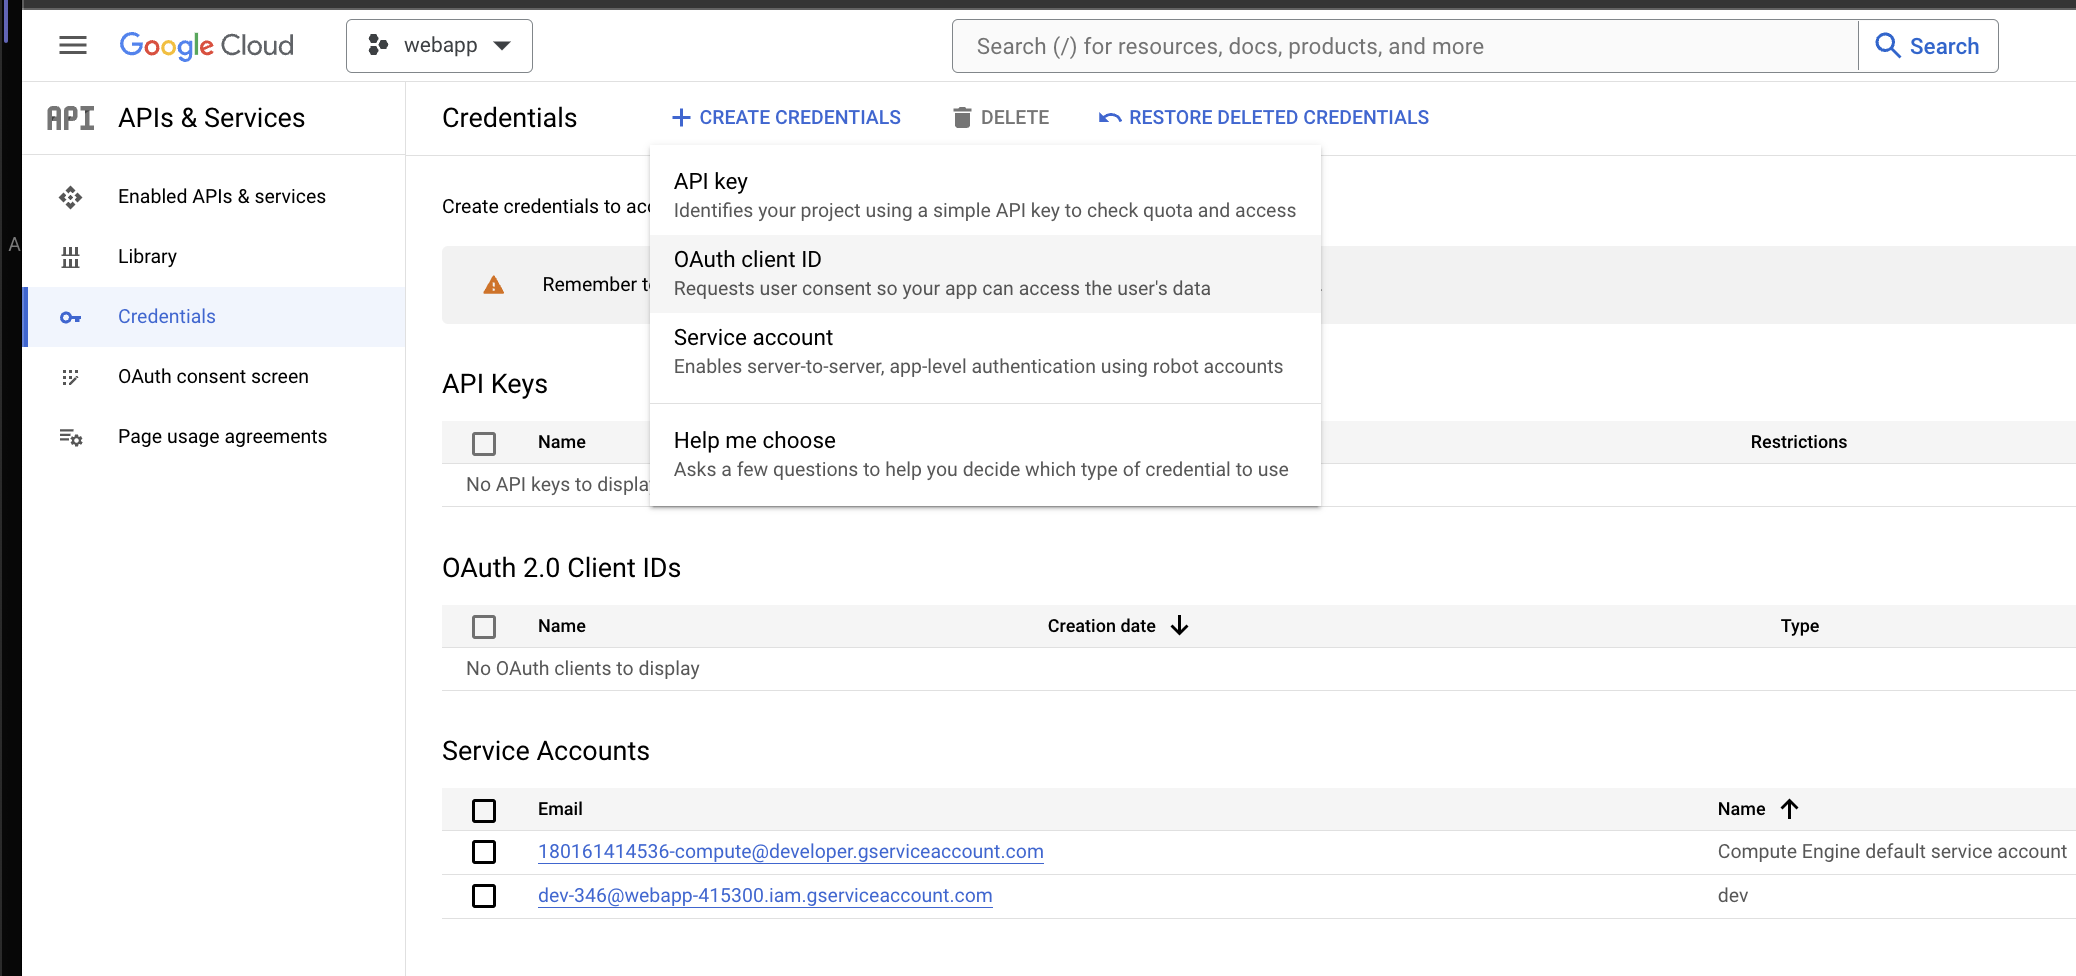 Google Cloud
webapp
Search (/) for resources, docs, products, and more
Search
API
APIs & Services
Enabled APIs & services
Library
Credentials
OAuth consent screen
Page usage agreements
Credentials
CREATE CREDENTIALS
DELETE
RESTORE DELETED CREDENTIALS
API key
Identifies your project using a simple API key to check quota and access
OAuth client ID
Requests user consent so your app can access the user's data
Service account
Enables server-to-server, app-level authentication using robot accounts
Help me choose
Asks a few questions to help you decide which type of credential to use
Create credentials to
Remember
API Keys
Name
Restrictions
No API keys to
OAuth 2.0 Client IDs
Name
Creation date
Type
No OAuth clients to display
Service Accounts
Email
Name
180161414536-compute@developer.gserviceaccount.com
Compute Engine default service account
dev-346@webapp-415300.iam.gserviceaccount.com
dev